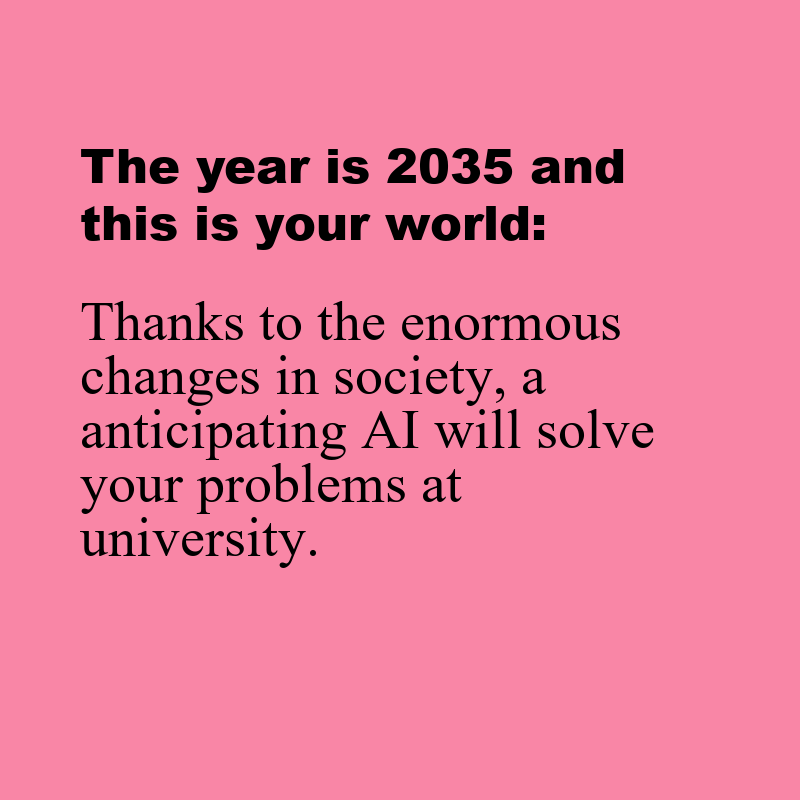 The year is 2035 and
this is your world:
Thanks to the enormous
changes in society, a
anticipating AI will solve
your problems at
university.